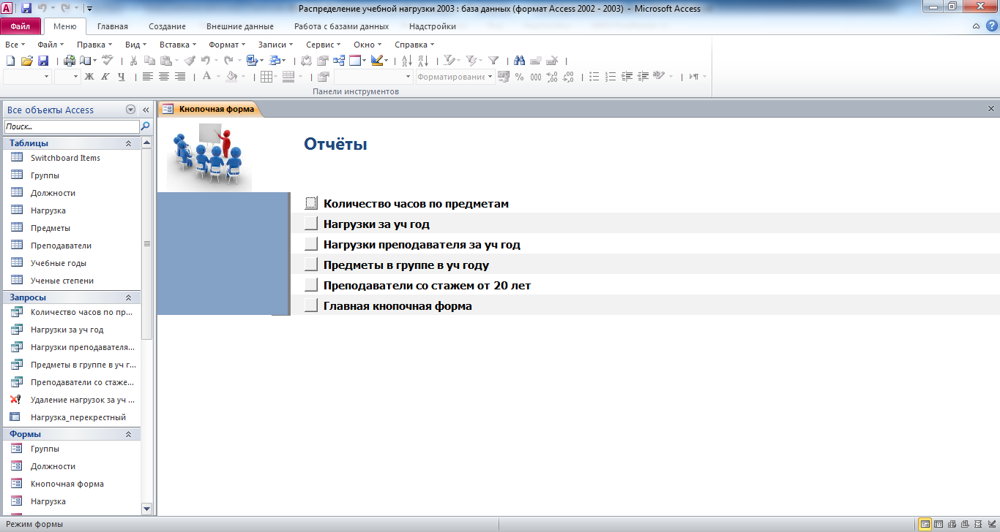 Распределение учебной нагрузки 2003 : база данных (формат Access 2002 - 2003) - Microsoft Access
Файл Меню Главная Создание Внешние данные Работа с базами данных Надстройки
Все Файл Правка Вид Вставка Формат Записи Сервис Окно Справка
Ж К Ч Форматирование % 000
Панели инструментов
Все объекты Access
Поиск...
Таблицы
Switchboard Items
Группы
Должности
Нагрузка
Предметы
Преподаватели
Учебные годы
Ученые степени
Запросы
Количество часов по пр...
Нагрузки за уч год
Нагрузки преподавателя...
Предметы в группе в уч г...
Преподаватели со стаже...
Удаление нагрузок за уч ...
Нагрузка_перекрестный
Формы
Группы
Должности
Кнопочная форма
Нагрузка
Кнопочная форма
Отчёты
Количество часов по предметам
Нагрузки за уч год
Нагрузки преподавателя за уч год
Предметы в группе в уч году
Преподаватели со стажем от 20 лет
Главная кнопочная форма
Режим формы